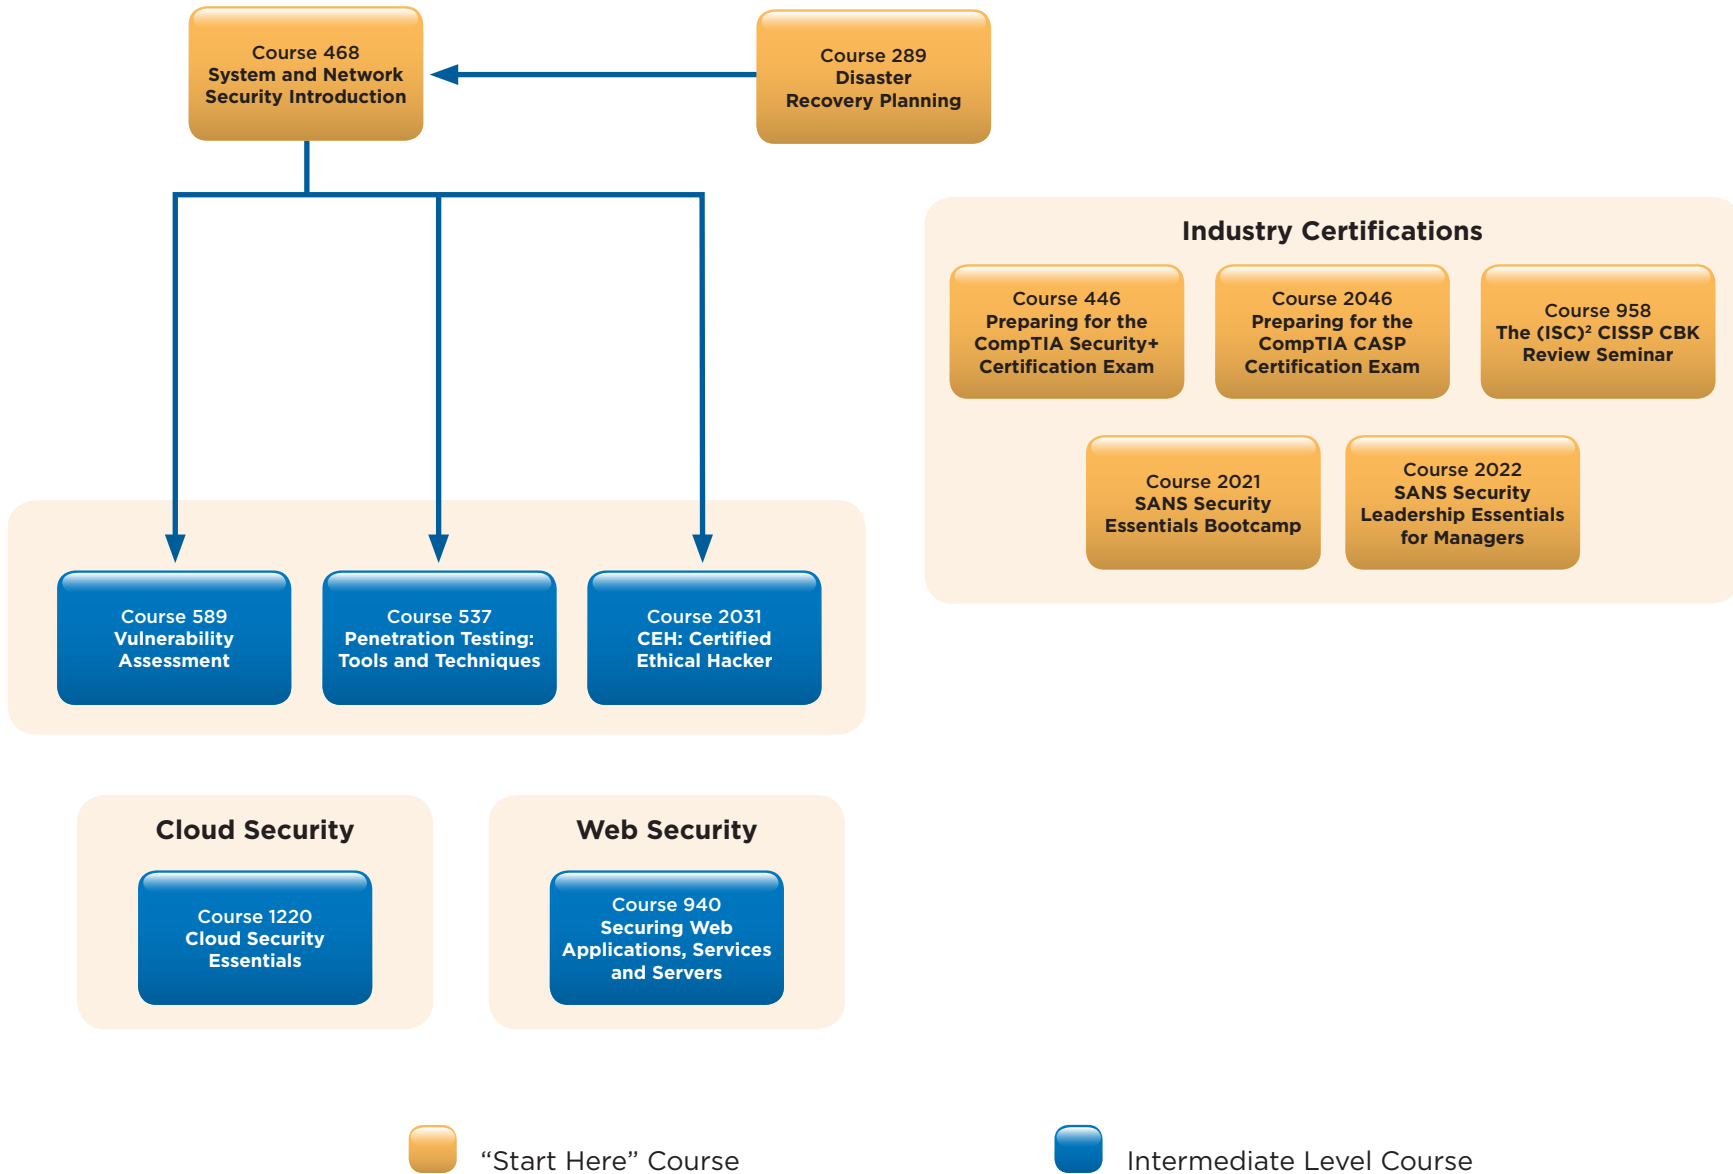 Course 468
System and Network
Security Introduction
Course 289
Disaster
Recovery Planning
Industry Certifications
Course 446
Preparing for the
CompTIA Security+
Certification Exam
Course 2046
Preparing for the
CompTIA CASP
Certification Exam
Course 958
The (ISC)² CISSP CBK
Review Seminar
Course 2021
SANS Security
Essentials Bootcamp
Course 2022
SANS Security
Leadership Essentials
for Managers
Course 589
Vulnerability
Assessment
Course 537
Penetration Testing:
Tools and Techniques
Course 2031
CEH: Certified
Ethical Hacker
Cloud Security
Course 1220
Cloud Security
Essentials
Web Security
Course 940
Securing Web
Applications, Services
and Servers
“Start Here” Course
Intermediate Level Course